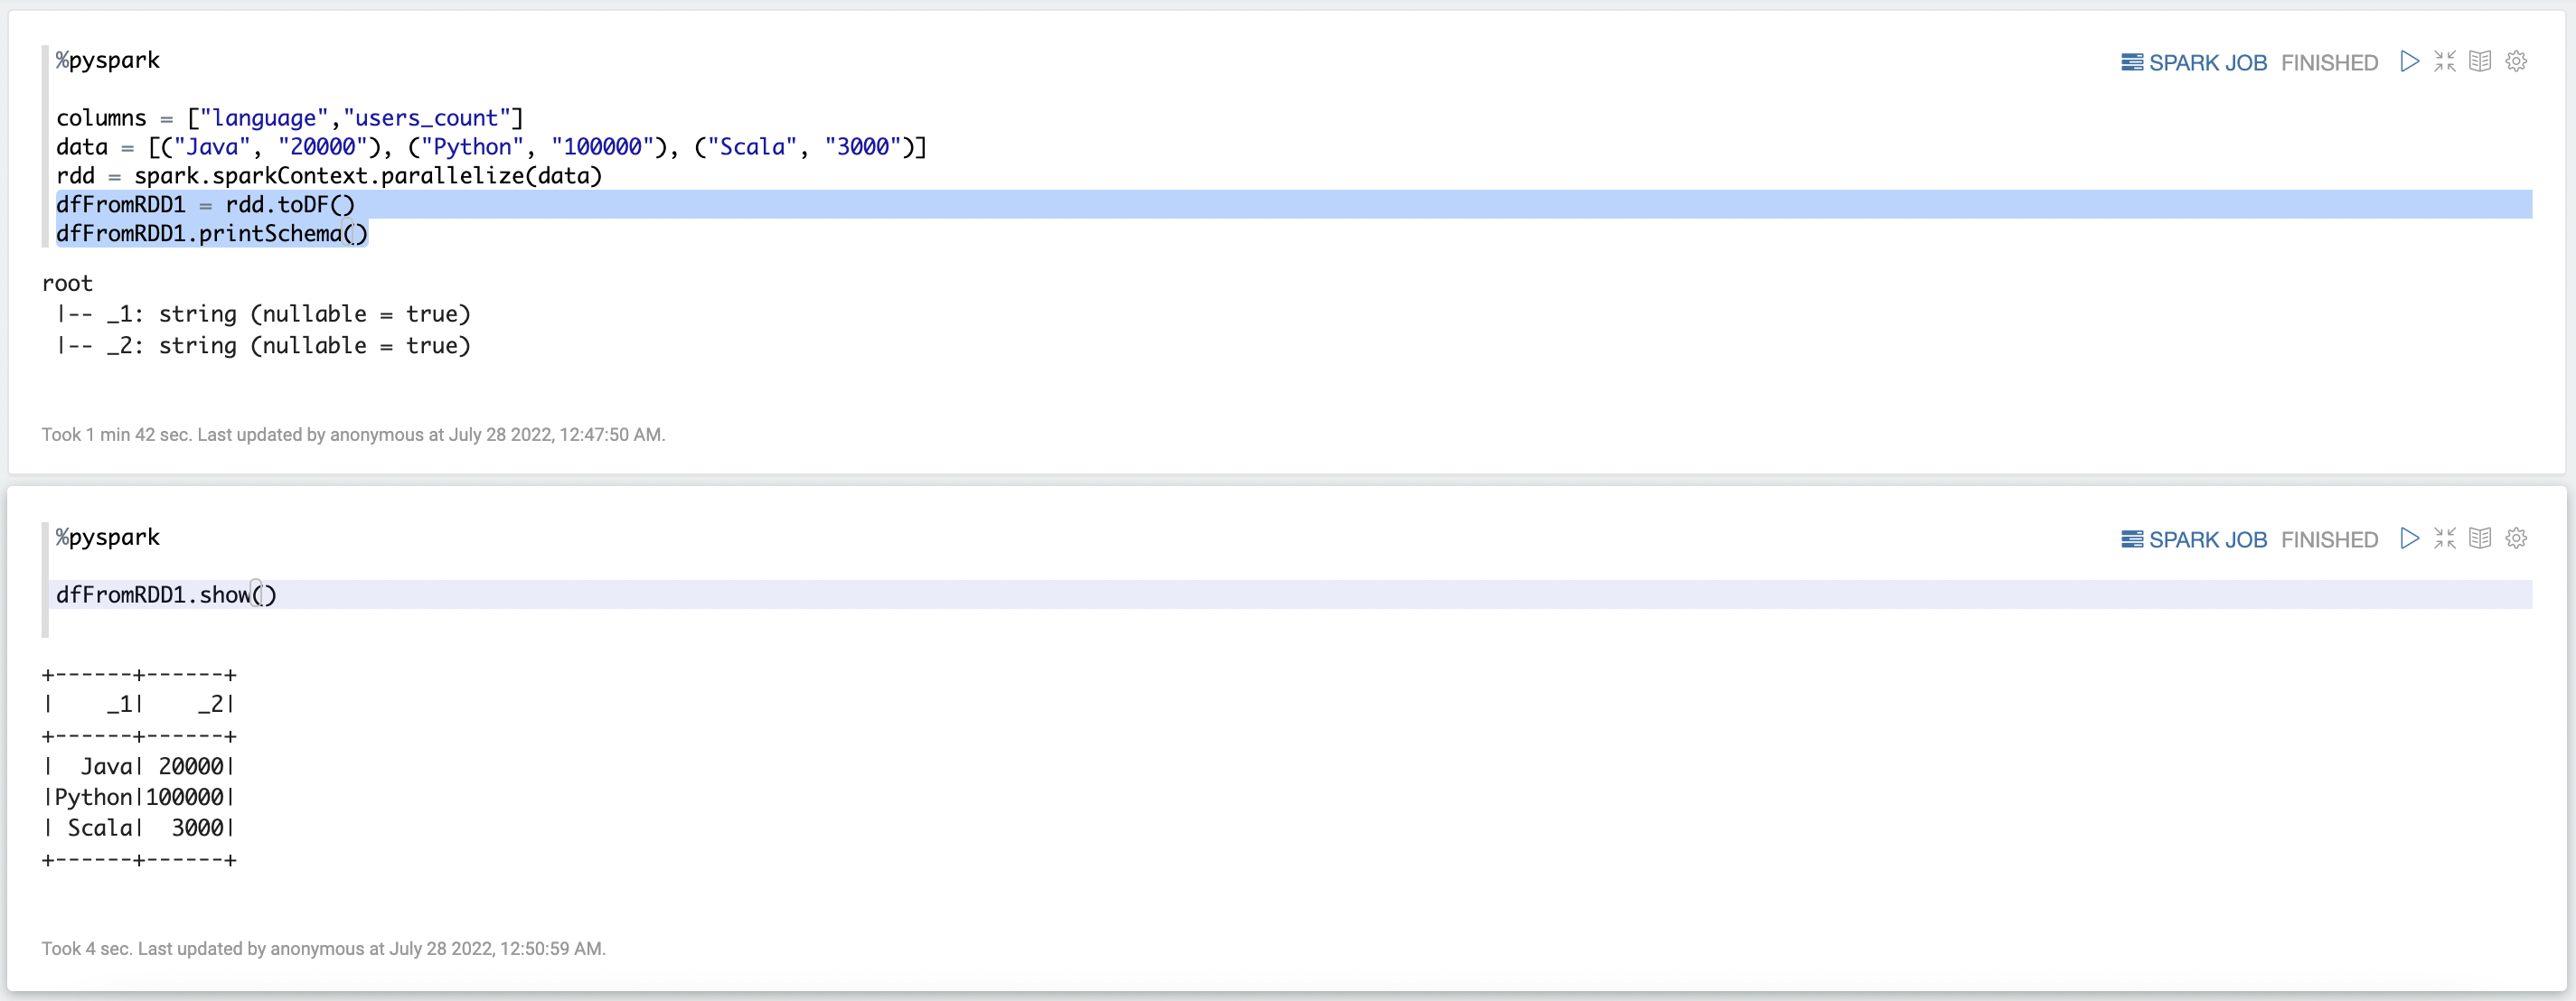 %pyspark
SPARK JOB FINISHED
columns = ["language","users_count"]
data = [("Java", "20000"), ("Python", "100000"), ("Scala", "3000")]
rdd = spark.sparkContext.parallelize(data)
dfFromRDD1 = rdd.toDF()
dfFromRDD1.printSchema()
root
 |-- _1: string (nullable = true)
 |-- _2: string (nullable = true)
Took 1 min 42 sec. Last updated by anonymous at July 28 2022, 12:47:50 AM.
%pyspark
SPARK JOB FINISHED
dfFromRDD1.show()
+------+------+
|    _1|    _2|
+------+------+
|  Java| 20000|
|Python|100000|
| Scala|  3000|
+------+------+
Took 4 sec. Last updated by anonymous at July 28 2022, 12:50:59 AM.